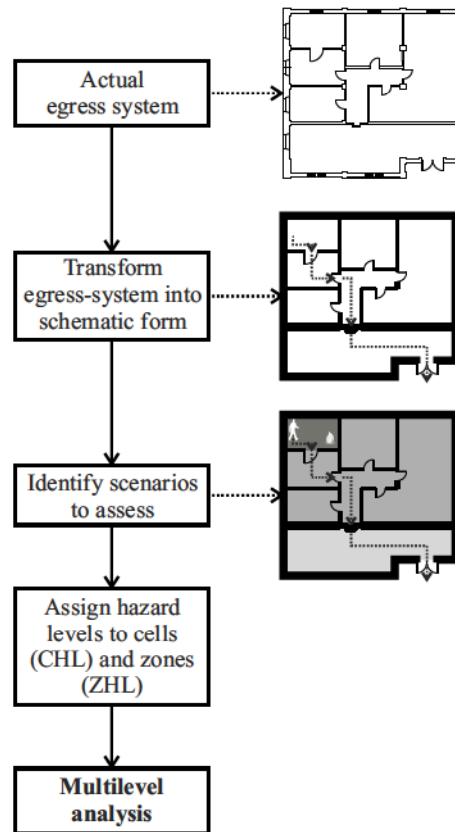 Actual
egress system
Transform
egress-system into
schematic form
Identify scenarios
to assess
Assign hazard
levels to cells
(CHL) and zones
(ZHL)
Multilevel
analysis